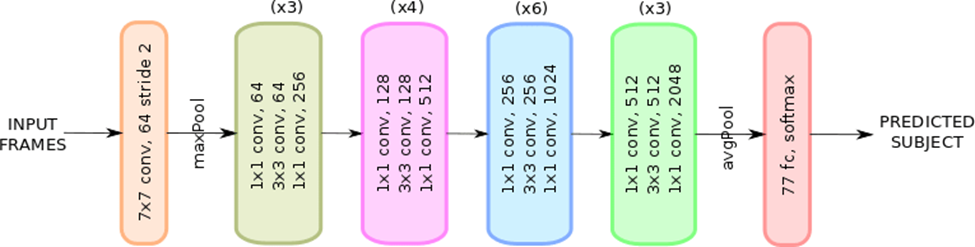 INPUT
FRAMES
7x7 conv, 64 stride 2
maxPool
(x3)
1x1 conv, 64
3x3 conv, 64
1x1 conv, 256
(x4)
1x1 conv, 128
3x3 conv, 128
1x1 conv, 512
(x6)
1x1 conv, 256
3x3 conv, 256
1x1 conv, 1024
(x3)
1x1 conv, 512
3x3 conv, 512
1x1 conv, 2048
avgPool
77 fc, softmax
PREDICTED
SUBJECT